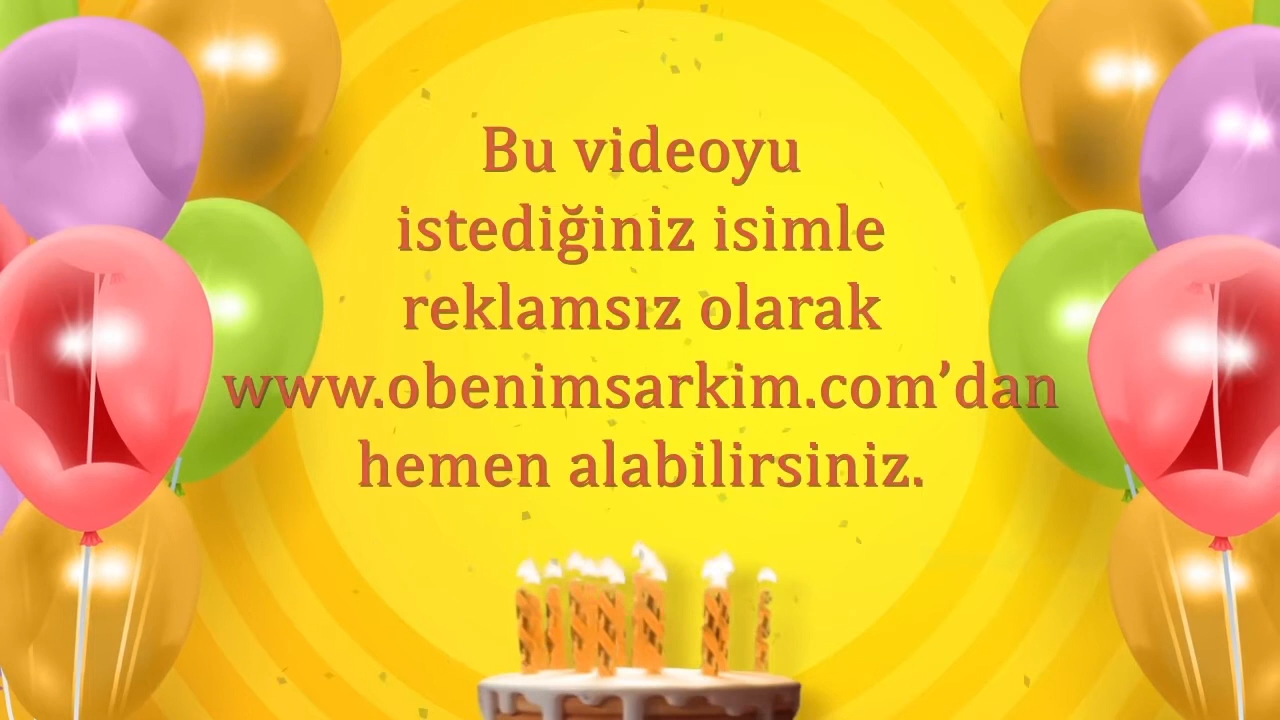 Bu videoyu
istediğiniz isimle
reklamsız olarak
www.obenimsarkim.com’dan
hemen alabilirsiniz.